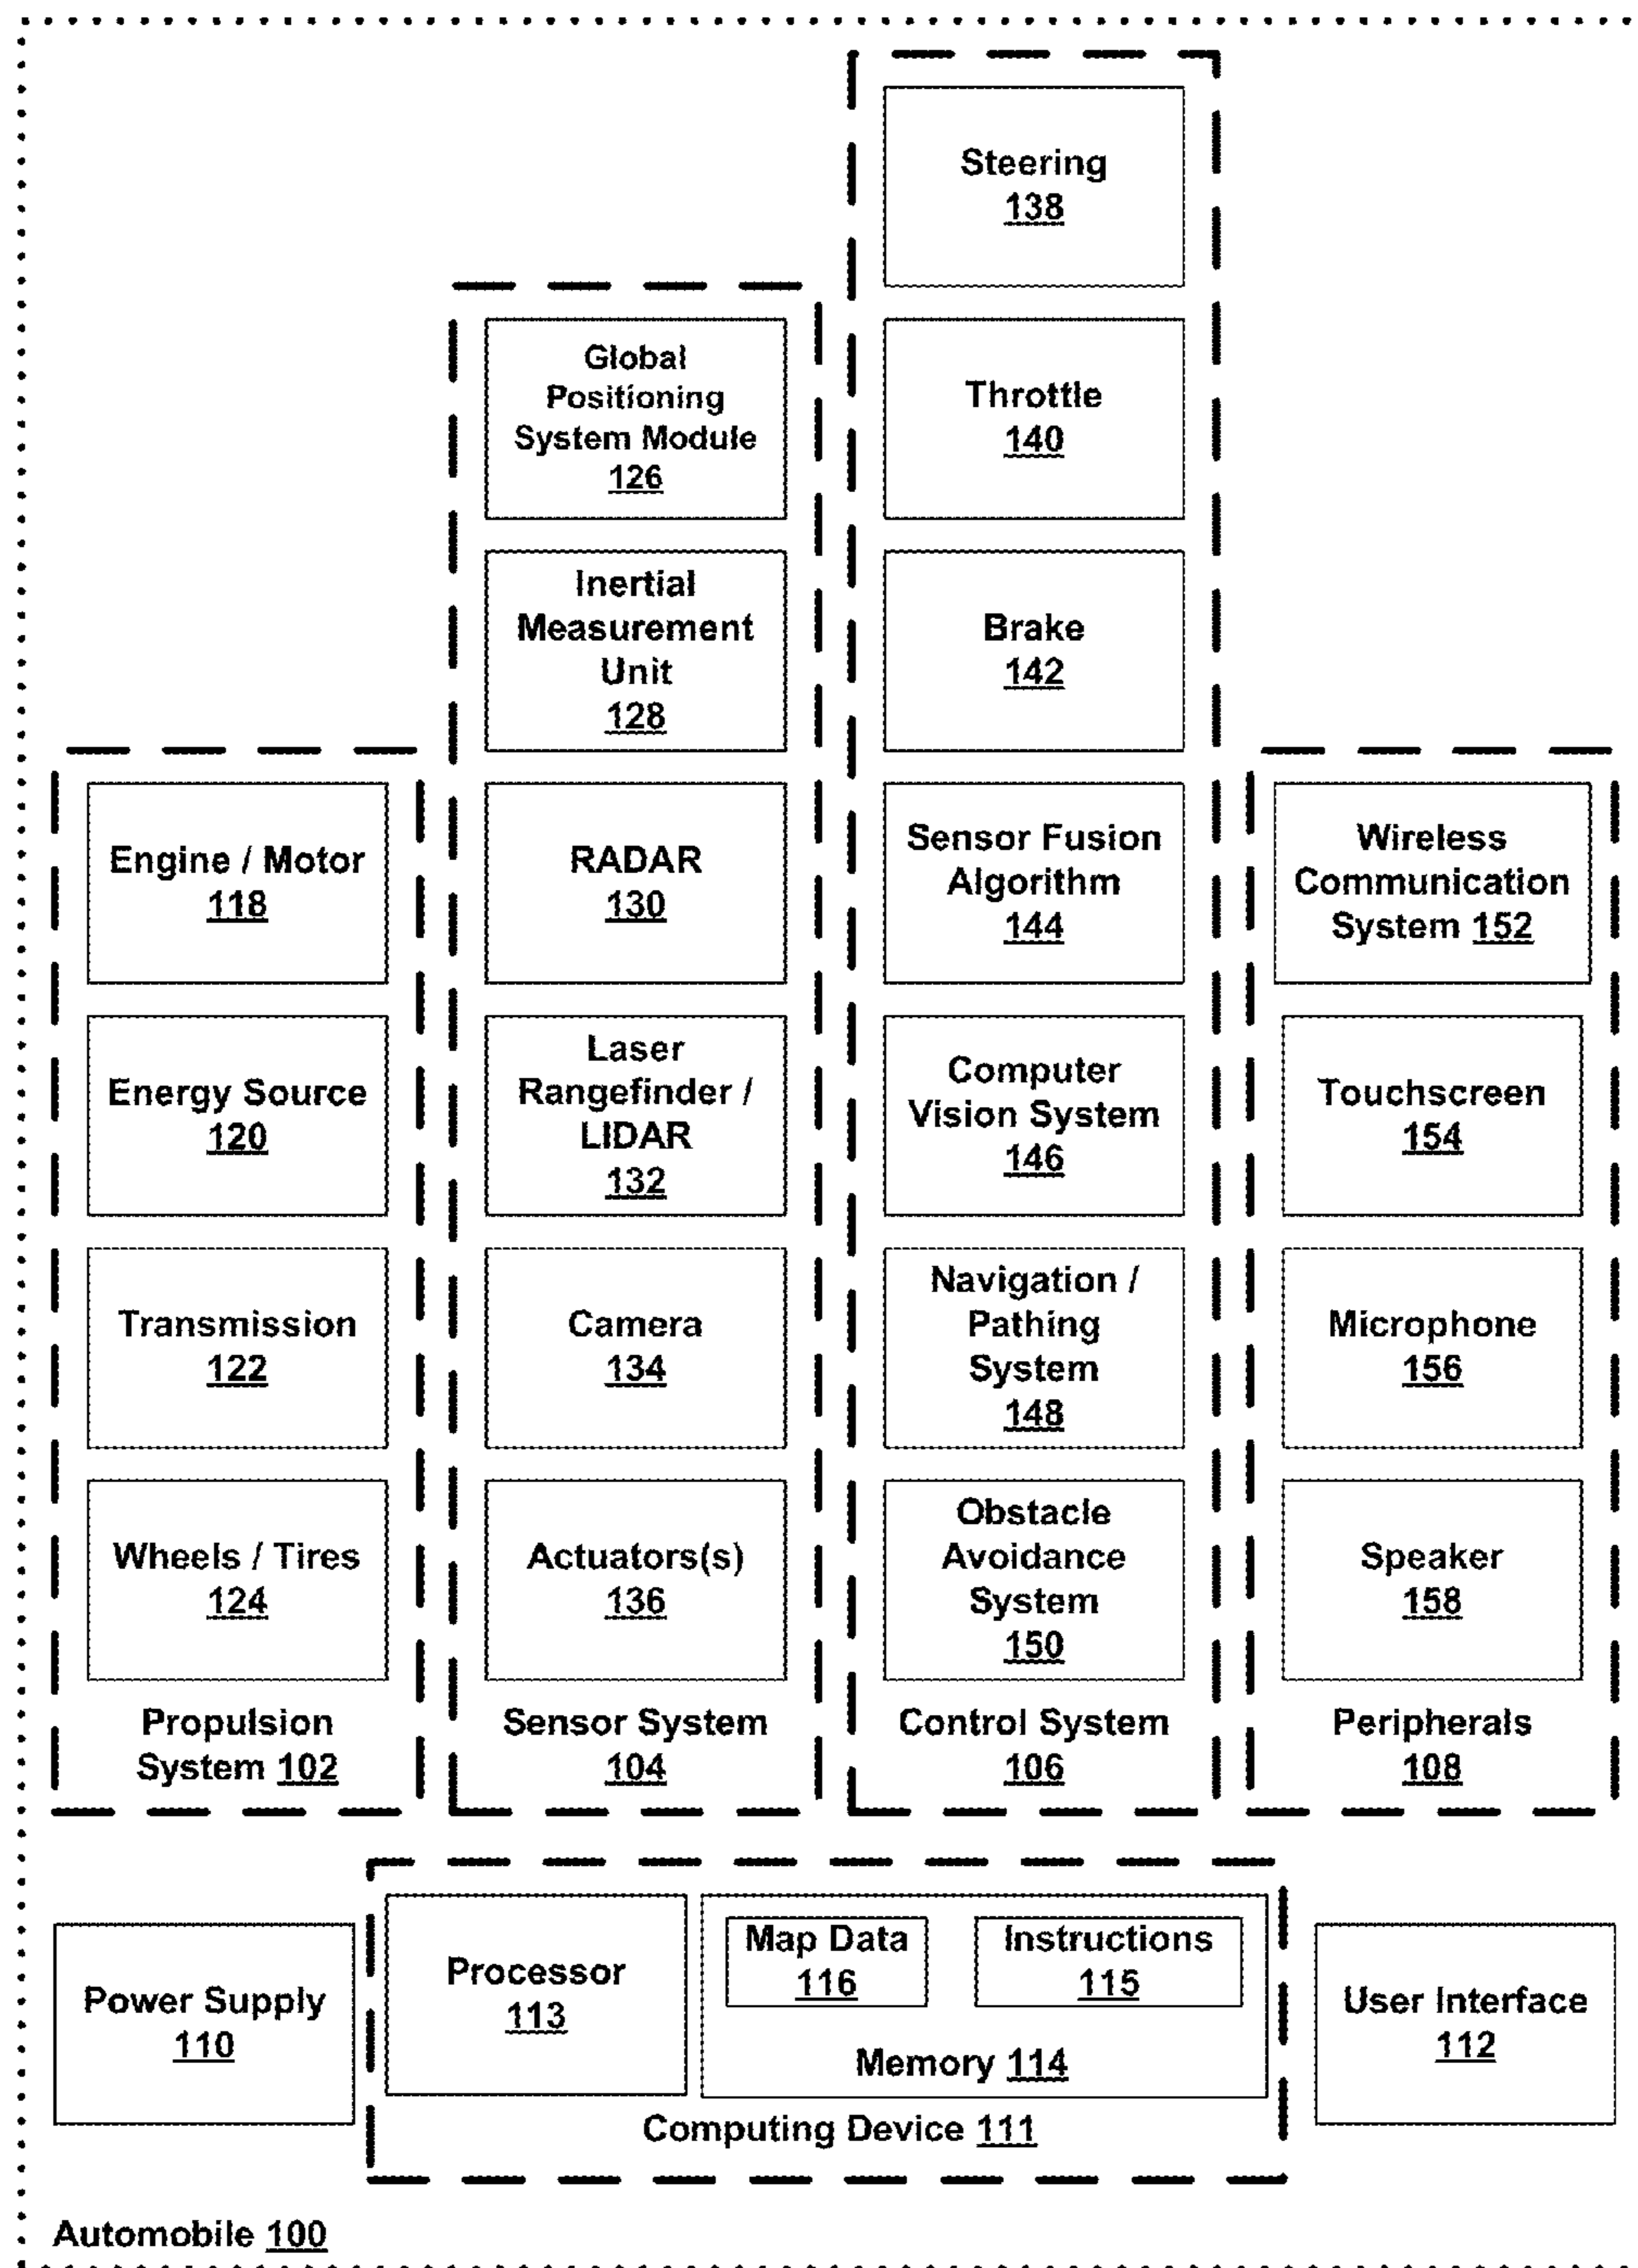 Steering
138
Global
Positioning
System Module
126
Throttle
140
Inertial
Measurement
Unit
128
Brake
142
Engine / Motor
118
RADAR
130
Sensor Fusion
Algorithm
144
Wireless
Communication
System 152
Energy Source
120
Laser
Rangefinder /
LIDAR
132
Computer
Vision System
146
Touchscreen
154
Transmission
122
Camera
134
Navigation /
Pathing
System
148
Microphone
156
Wheels / Tires
124
Actuators(s)
136
Obstacle
Avoidance
System
150
Speaker
158
Propulsion
System 102
Sensor System
104
Control System
106
Peripherals
108
Power Supply
110
Processor
113
Map Data
116
Instructions
115
Memory 114
Computing Device 111
User Interface
112
Automobile 100